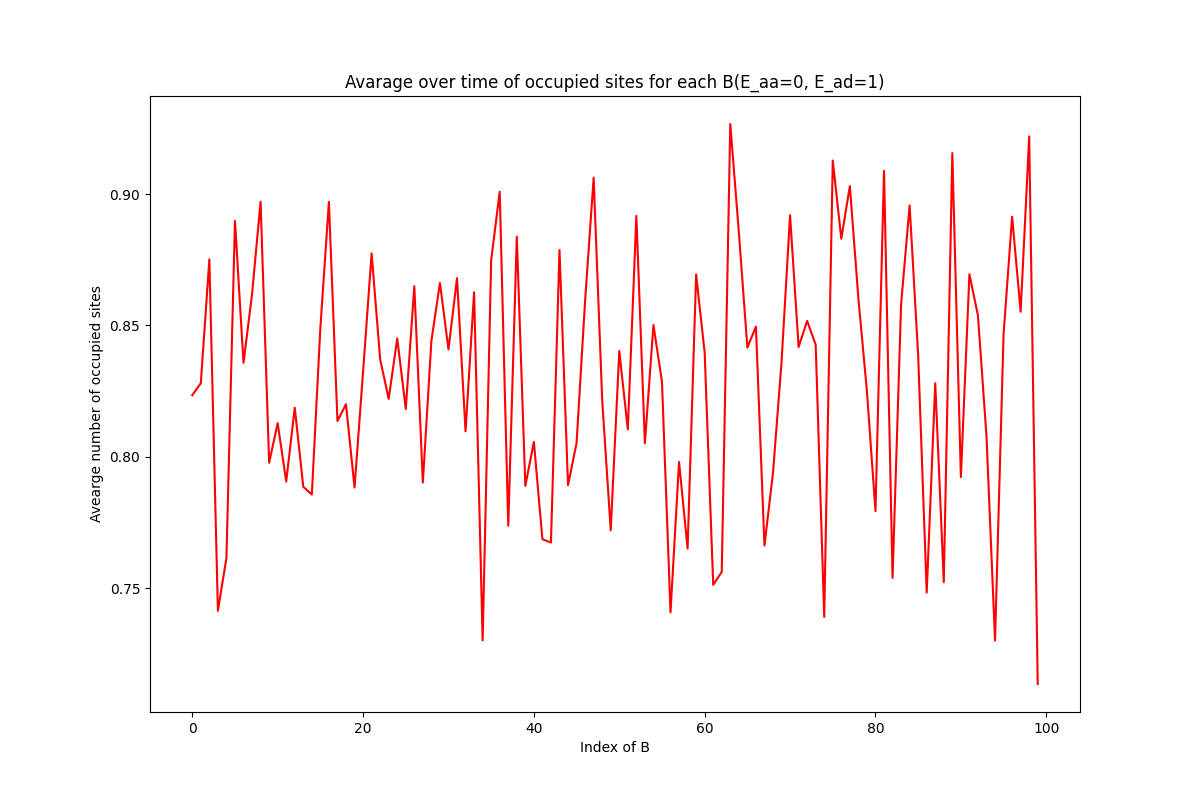 Avarage over time of occupied sites for each B(E_aa=0, E_ad=1)
Avearge number of occupied sites
0.90
0.85
0.80
0.75
0 20 40 60 80 100
Index of B